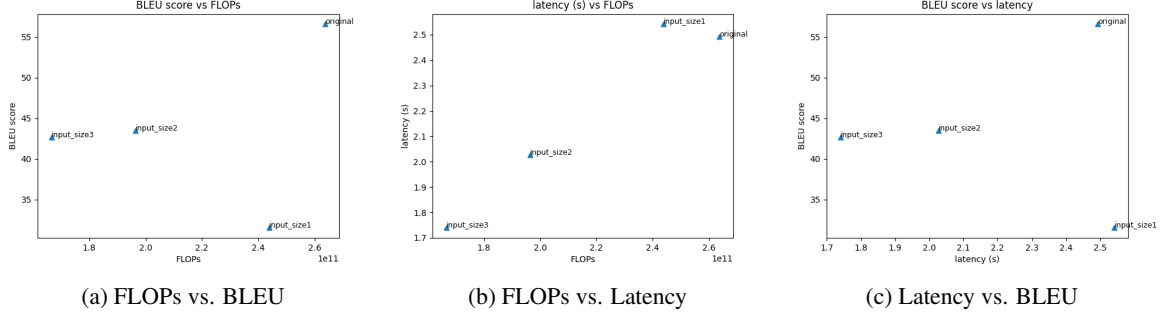 BLEU score vs FLOPs
BLEU score
55
50
45
40
35
original
input_size3
input_size2
input_size1
1.8
2.0
2.2
2.4
2.6
FLOPs
1e11
latency (s) vs FLOPs
latency (s)
2.5
2.4
2.3
2.2
2.1
2.0
1.9
1.8
1.7
input_size1
original
input_size2
input_size3
1.8
2.0
2.2
2.4
2.6
FLOPs
1e11
BLEU score vs latency
BLEU score
55
50
45
40
35
original
input_size3
input_size2
input_size1
1.7
1.8
1.9
2.0
2.1
2.2
2.3
2.4
2.5
latency (s)
(a) FLOPs vs. BLEU
(b) FLOPs vs. Latency
(c) Latency vs. BLEU